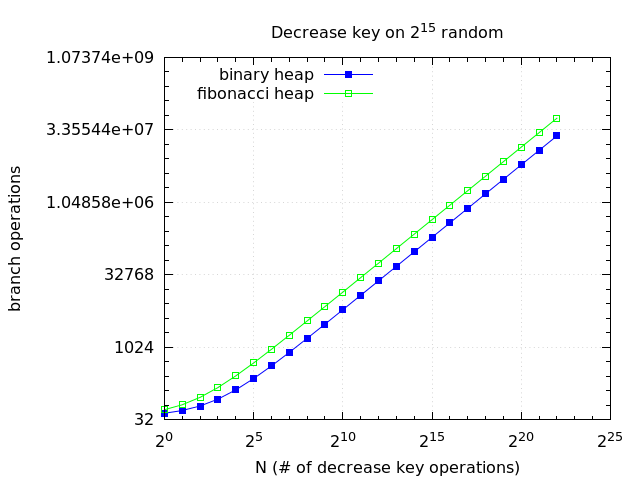 Decrease key on 2^15 random
1.07374e+09
binary heap
fibonacci heap
3.35544e+07
1.04858e+06
branch operations
32768
1024
32
2^0 2^5 2^10 2^15 2^20 2^25
N (# of decrease key operations)